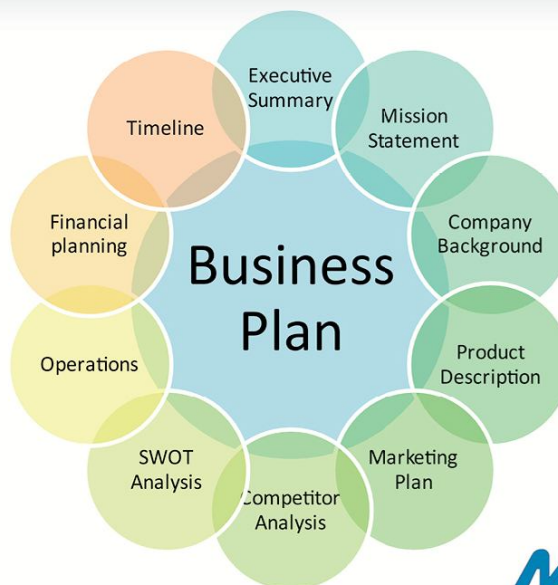 Executive
Summary
Mission
Statement
Company
Background
Product
Description
Marketing
Plan
Competitor
Analysis
SWOT
Analysis
Operations
Financial
planning
Timeline
Business
Plan